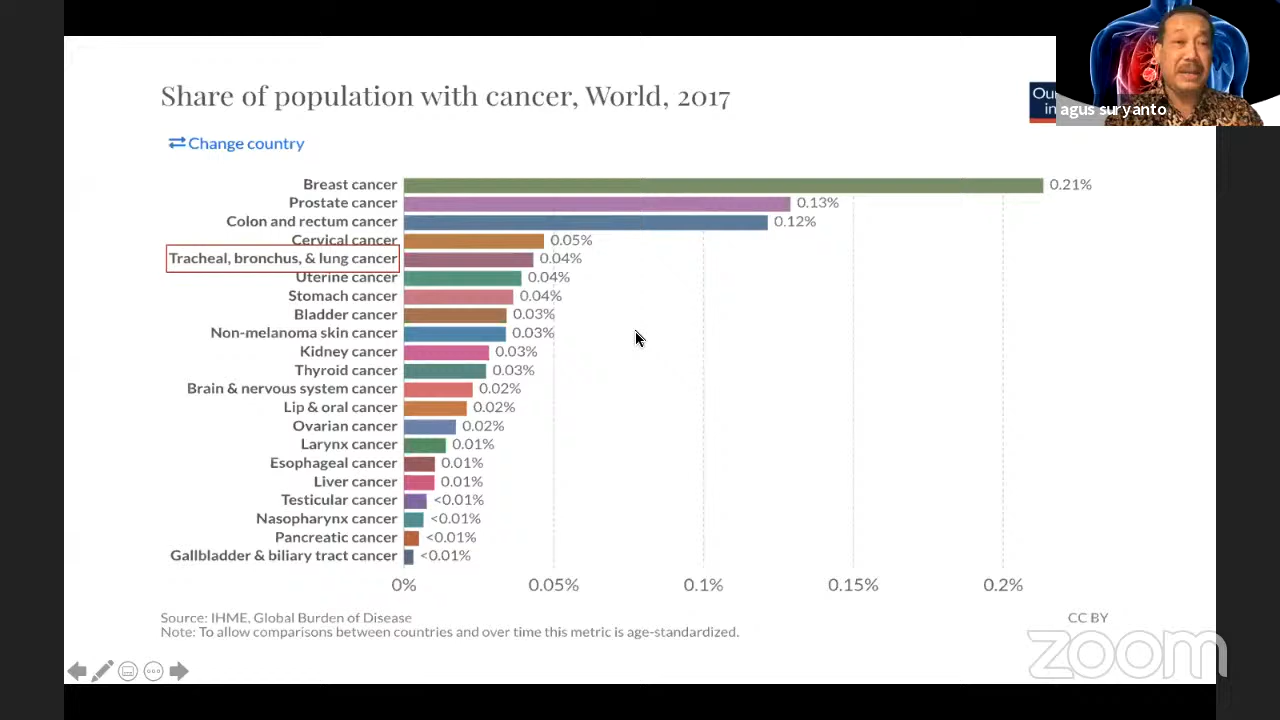 Share of population with cancer, World, 2017
Change country
Our
in
agus suryanto
Breast cancer 0.21%
Prostate cancer 0.13%
Colon and rectum cancer 0.12%
Cervical cancer 0.05%
Tracheal, bronchus, & lung cancer 0.04%
Uterine cancer 0.04%
Stomach cancer 0.04%
Bladder cancer 0.03%
Non-melanoma skin cancer 0.03%
Kidney cancer 0.03%
Thyroid cancer 0.03%
Brain & nervous system cancer 0.02%
Lip & oral cancer 0.02%
Ovarian cancer 0.02%
Larynx cancer 0.01%
Esophageal cancer 0.01%
Liver cancer 0.01%
Testicular cancer <0.01%
Nasopharynx cancer <0.01%
Pancreatic cancer <0.01%
Gallbladder & biliary tract cancer <0.01%
0% 0.05% 0.1% 0.15% 0.2%
Source: IHME, Global Burden of Disease CC BY
Note: To allow comparisons between countries and over time this metric is age-standardized.
zoom